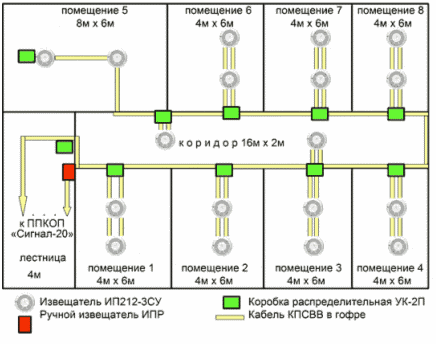 помещение 5
8м x 6м
помещение 6
4м x 6м
помещение 7
4м x 6м
помещение 8
4м x 6м
к о р и д о р 16м x 2м
к ППКОП
«Сигнал-20»
лестница
4м
помещение 1
4м x 6м
помещение 2
4м x 6м
помещение 3
4м x 6м
помещение 4
4м x 6м
Извещатель ИП212-3СУ
Коробка распределительная УК-2П
Ручной извещатель ИПР
Кабель КПСВВ в гофре